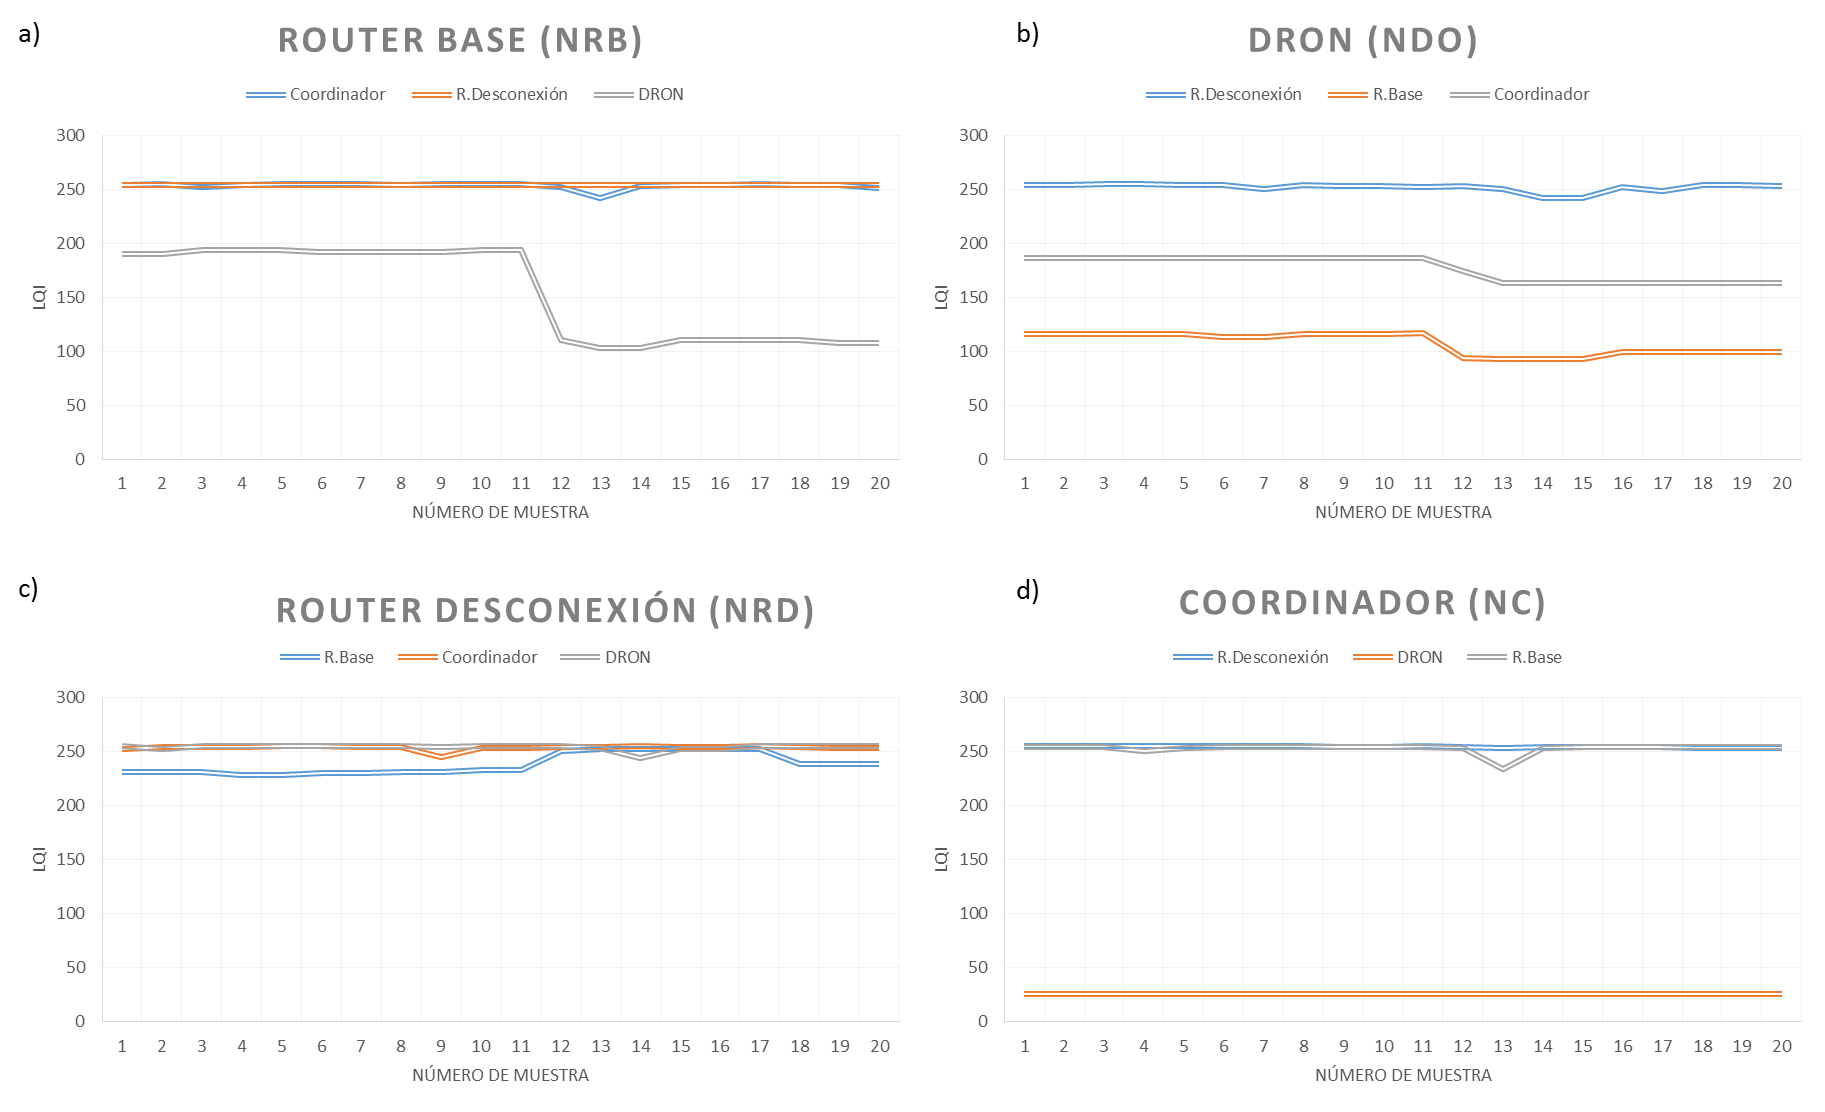 a)
ROUTER BASE (NRB)
Coordinador R.Desconexión DRON
300
250
200
150
100
50
0
LQI
1 2 3 4 5 6 7 8 9 10 11 12 13 14 15 16 17 18 19 20
NÚMERO DE MUESTRA
b)
DRON (NDO)
R.Desconexión R.Base Coordinador
300
250
200
150
100
50
0
LQI
1 2 3 4 5 6 7 8 9 10 11 12 13 14 15 16 17 18 19 20
NÚMERO DE MUESTRA
c)
ROUTER DESCONEXIÓN (NRD)
R.Base Coordinador DRON
300
250
200
150
100
50
0
LQI
1 2 3 4 5 6 7 8 9 10 11 12 13 14 15 16 17 18 19 20
NÚMERO DE MUESTRA
d)
COORDINADOR (NC)
R.Desconexión DRON R.Base
300
250
200
150
100
50
0
LQI
1 2 3 4 5 6 7 8 9 10 11 12 13 14 15 16 17 18 19 20
NÚMERO DE MUESTRA